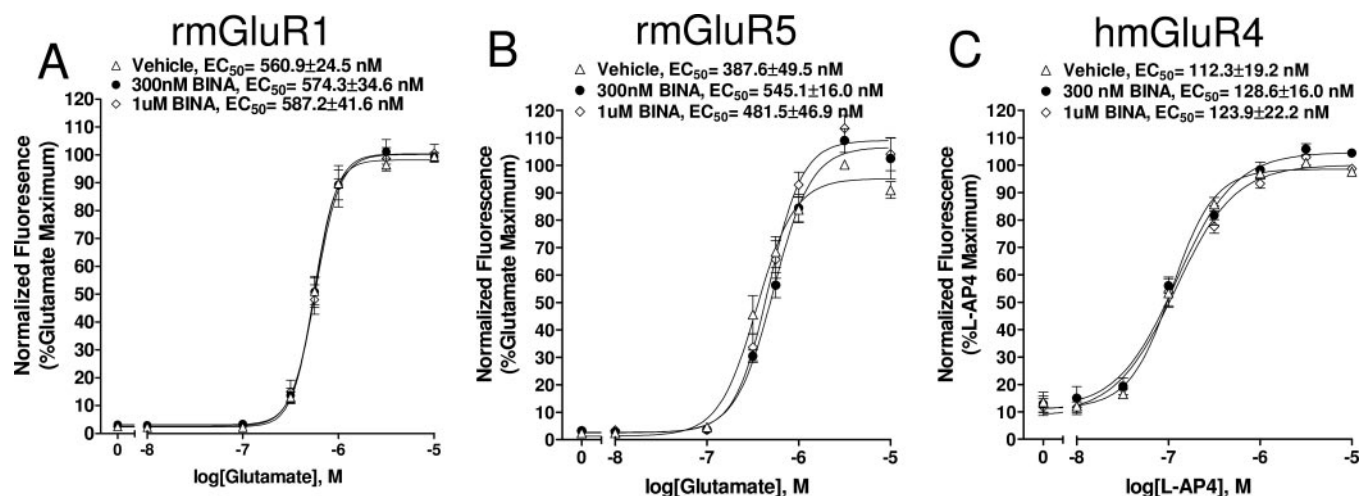 A
rmGluR1
△ Vehicle, EC50= 560.9±24.5 nM
● 300nM BINA, EC50= 574.3±34.6 nM
◇ 1uM BINA, EC50= 587.2±41.6 nM
Normalized Fluorescence
(%Glutamate Maximum)
120
110
100
90
80
70
60
50
40
30
20
10
0
0 -8 -7 -6 -5
log[Glutamate], M
B
rmGluR5
△ Vehicle, EC50= 387.6±49.5 nM
● 300nM BINA, EC50= 545.1±16.0 nM
◇ 1uM BINA, EC50= 481.5±46.9 nM
Normalized Fluorescence
(%Glutamate Maximum)
120
110
100
90
80
70
60
50
40
30
20
10
0
0 -8 -7 -6 -5
log[Glutamate], M
C
hmGluR4
△ Vehicle, EC50= 112.3±19.2 nM
● 300 nM BINA, EC50= 128.6±16.0 nM
◇ 1uM BINA, EC50= 123.9±22.2 nM
Normalized Fluorescence
(%L-AP4 Maximum)
120
110
100
90
80
70
60
50
40
30
20
10
0
0 -8 -7 -6 -5
log[L-AP4], M